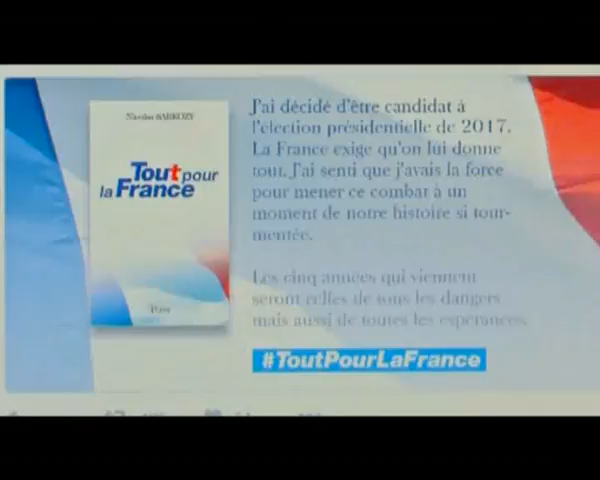 Nicolas SARKOZY
Tout pour
la France
Plon
J'ai décidé d'être candidat à
l'élection présidentielle de 2017.
La France exige qu'on lui donne
tout. J'ai senti que j'avais la force
pour mener ce combat à un
moment de notre histoire si tour-
mentée.
Les cinq années qui viennent
seront celles de tous les dangers
mais aussi de toutes les espérances.
#ToutPourLaFrance